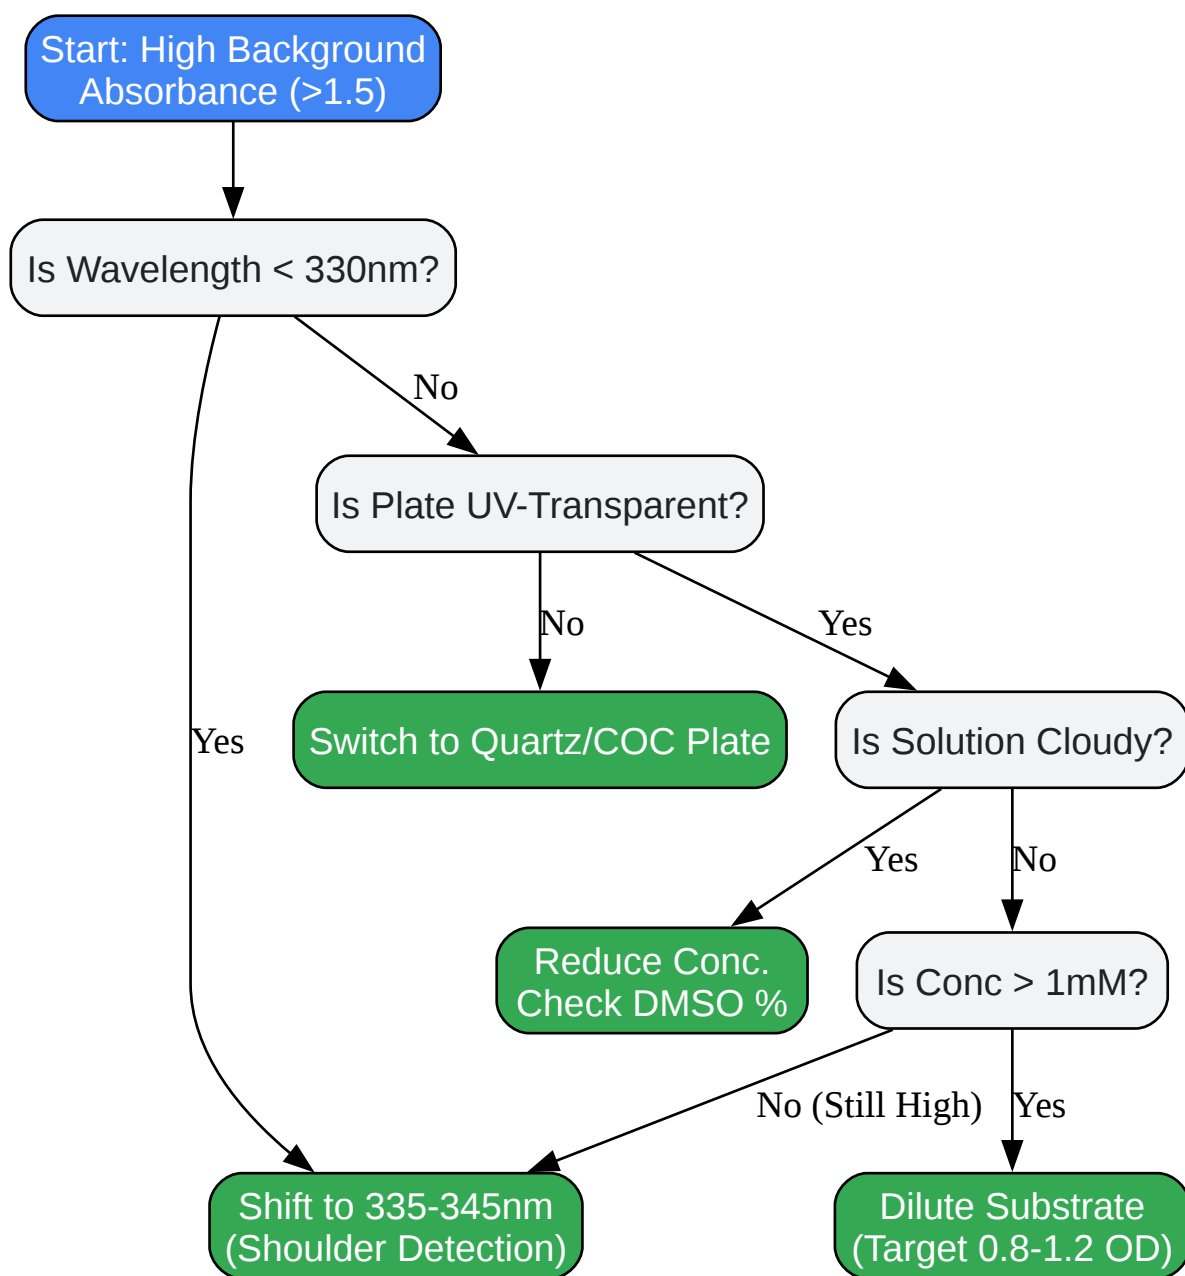 Start: High Background
Absorbance (>1.5)
Is Wavelength < 330nm?
No
Is Plate UV-Transparent?
No
Yes
Yes
Switch to Quartz/COC Plate
Is Solution Cloudy?
Yes
No
Reduce Conc.
Check DMSO %
Is Conc > 1mM?
No (Still High)
Yes
Shift to 335-345nm
(Shoulder Detection)
Dilute Substrate
(Target 0.8-1.2 OD)